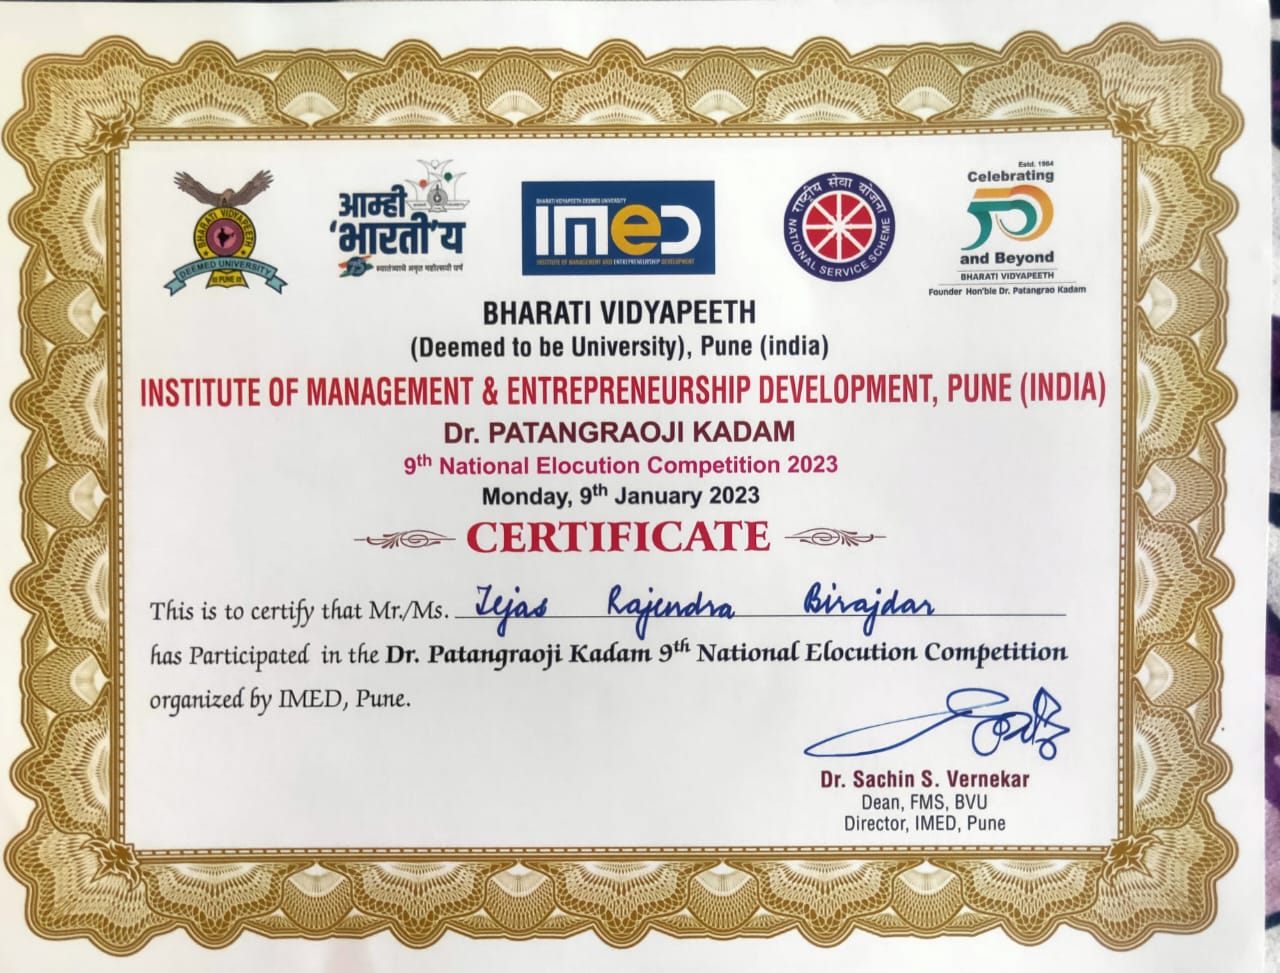 BHARATI VIDYAPEETH
DEEMED UNIVERSITY
PUNE
आम्ही
'भारती'य
75 स्वातंत्र्याचे अमृत महोत्सवी वर्ष
BHARATI VIDYAPEETH DEEMED UNIVERSITY
IMED
INSTITUTE OF MANAGEMENT AND ENTREPRENEURSHIP DEVELOPMENT
राष्ट्रीय सेवा योजना
NATIONAL SERVICE SCHEME
Estd. 1964
Celebrating
50
and Beyond
BHARATI VIDYAPEETH
Founder Hon'ble Dr. Patangrao Kadam
BHARATI VIDYAPEETH
(Deemed to be University), Pune (india)
INSTITUTE OF MANAGEMENT & ENTREPRENEURSHIP DEVELOPMENT, PUNE (INDIA)
Dr. PATANGRAOJI KADAM
9th National Elocution Competition 2023
Monday, 9th January 2023
CERTIFICATE
This is to certify that Mr./Ms. Tejas Rajendra Birajdar
has Participated in the Dr. Patangraoji Kadam 9th National Elocution Competition
organized by IMED, Pune.
Dr. Sachin S. Vernekar
Dean, FMS, BVU
Director, IMED, Pune